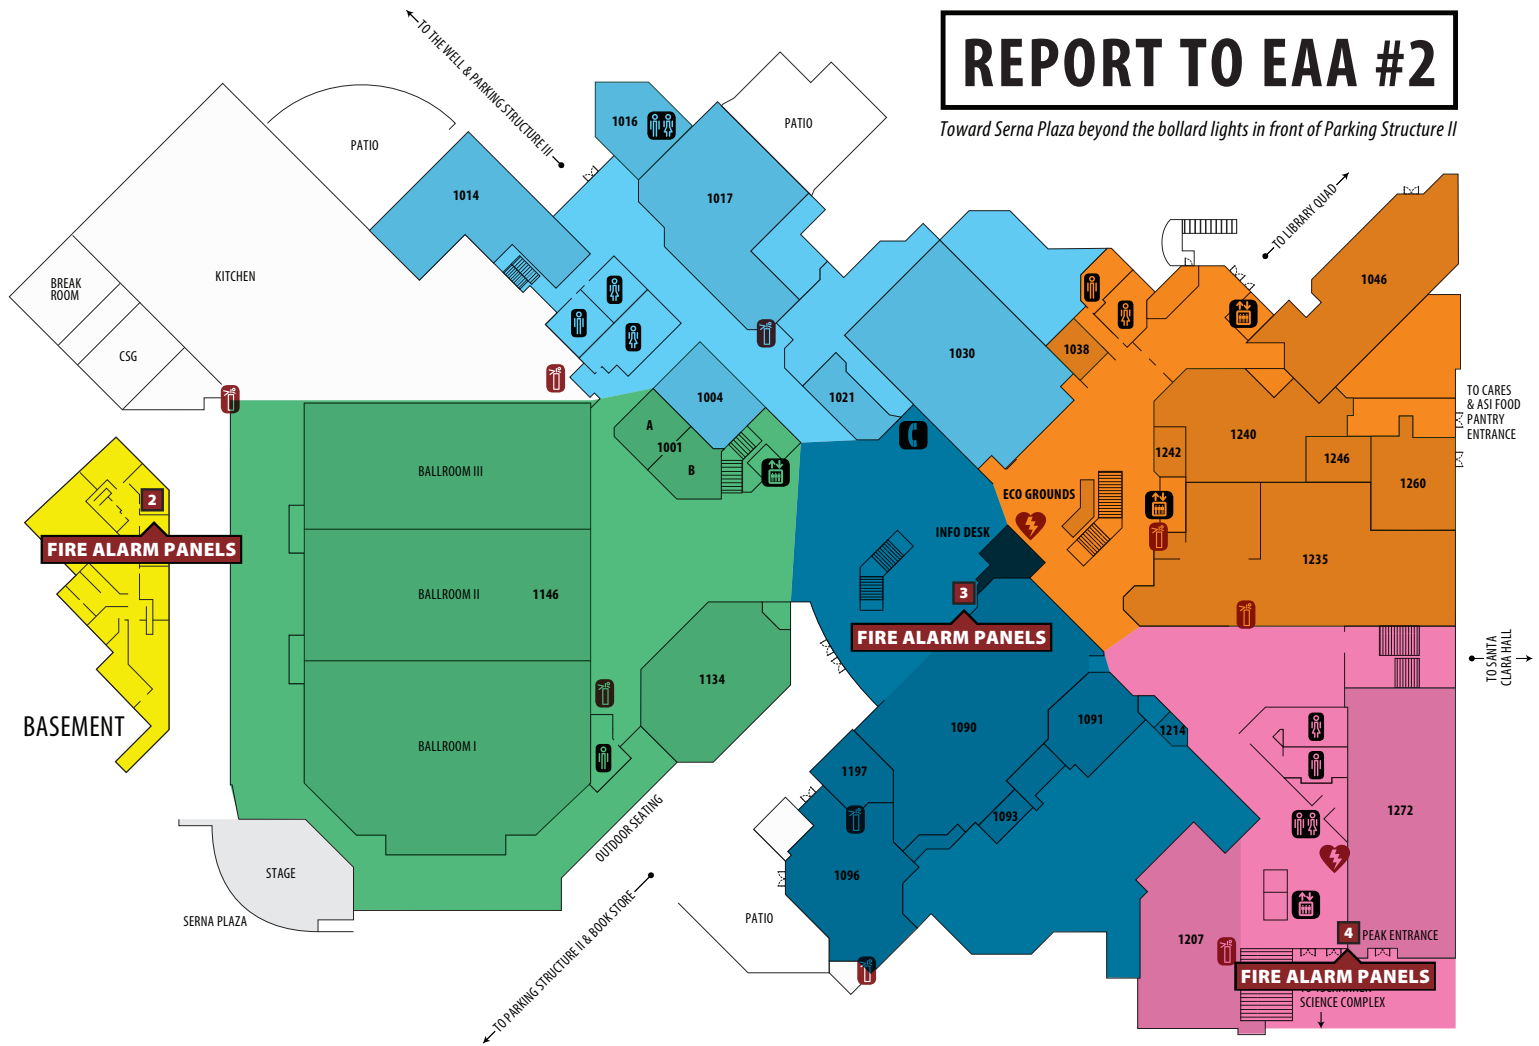 REPORT TO EAA #2
Toward Serna Plaza beyond the bollard lights in front of Parking Structure II
TO THE WELL & PARKING STRUCTURE III
PATIO
1016
PATIO
1014
1017
TO LIBRARY QUAD
1046
KITCHEN
BREAK
ROOM
CSG
1030
1038
1004
1021
TO CARES
& ASI FOOD
PANTRY
ENTRANCE
A
1001
B
1240
1242
1246
1260
BALLROOM III
2
FIRE ALARM PANELS
ECO GROUNDS
INFO DESK
1235
BALLROOM II
1146
3
FIRE ALARM PANELS
TO SANTA
CLARA HALL
1134
BASEMENT
BALLROOM I
1090
1091
1214
1197
1093
1272
OUTDOOR SEATING
STAGE
1096
SERNA PLAZA
PATIO
TO PARKING STRUCTURE II & BOOK STORE
1207
4
PEAK ENTRANCE
FIRE ALARM PANELS
SCIENCE COMPLEX